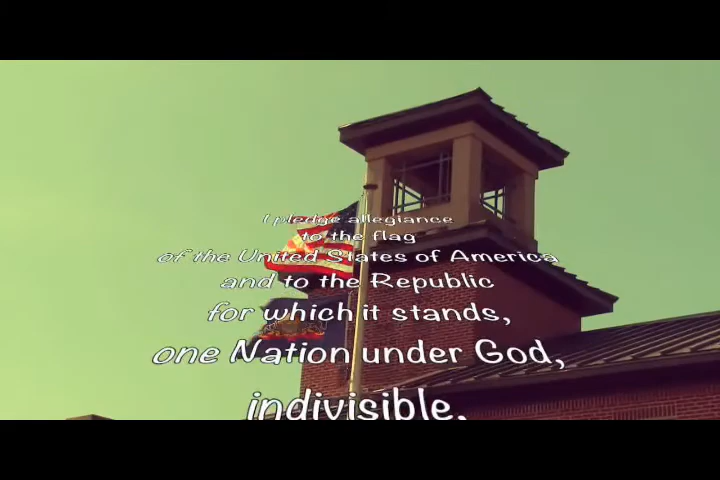 I pledge allegiance
to the flag
of the United States of America
and to the Republic
for which it stands,
one Nation under God,
indivisible,